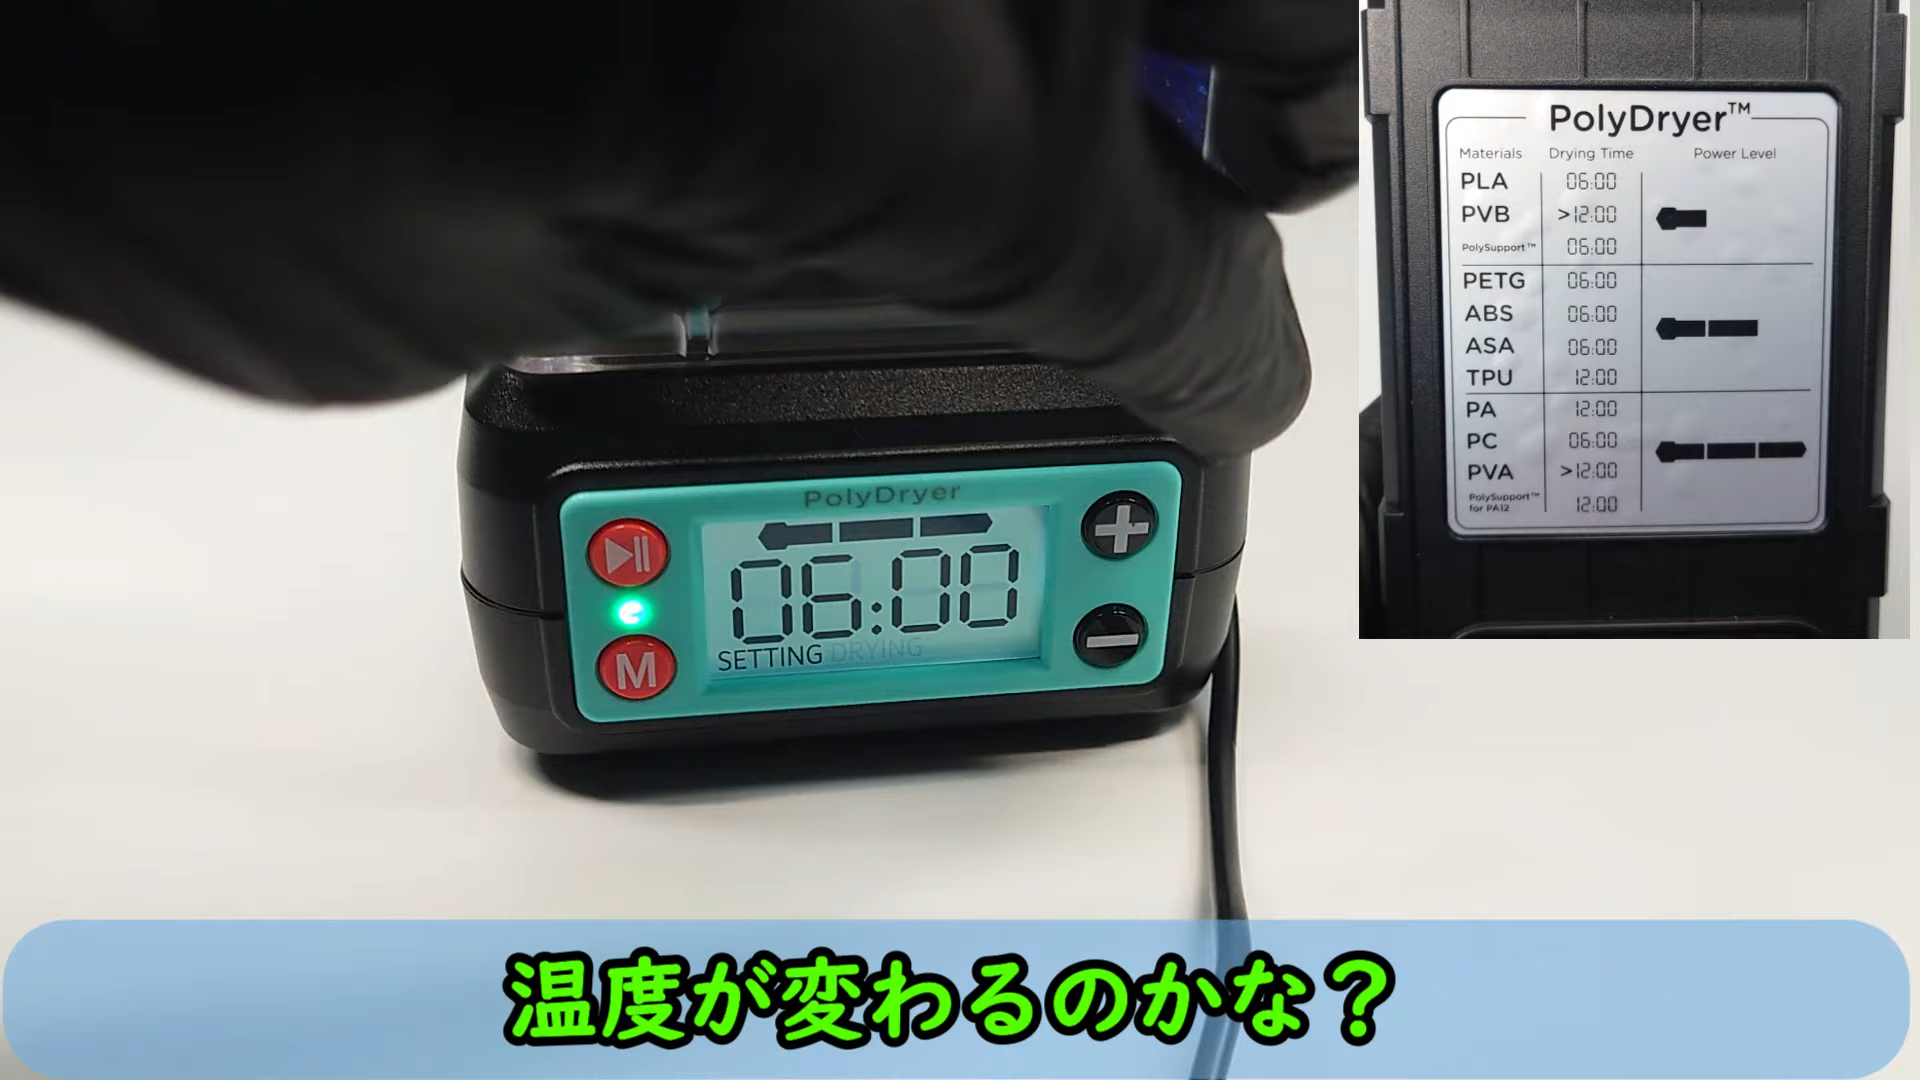 PolyDryer™
Materials Drying Time Power Level
PLA 06:00
PVB >12:00
PolySupport™ 06:00
PETG 06:00
ABS 06:00
ASA 06:00
TPU 12:00
PA 12:00
PC 06:00
PVA >12:00
PolySupport™ for PA12 12:00
PolyDryer
06:00
SETTING DRYING
M
温度が変わるのかな？